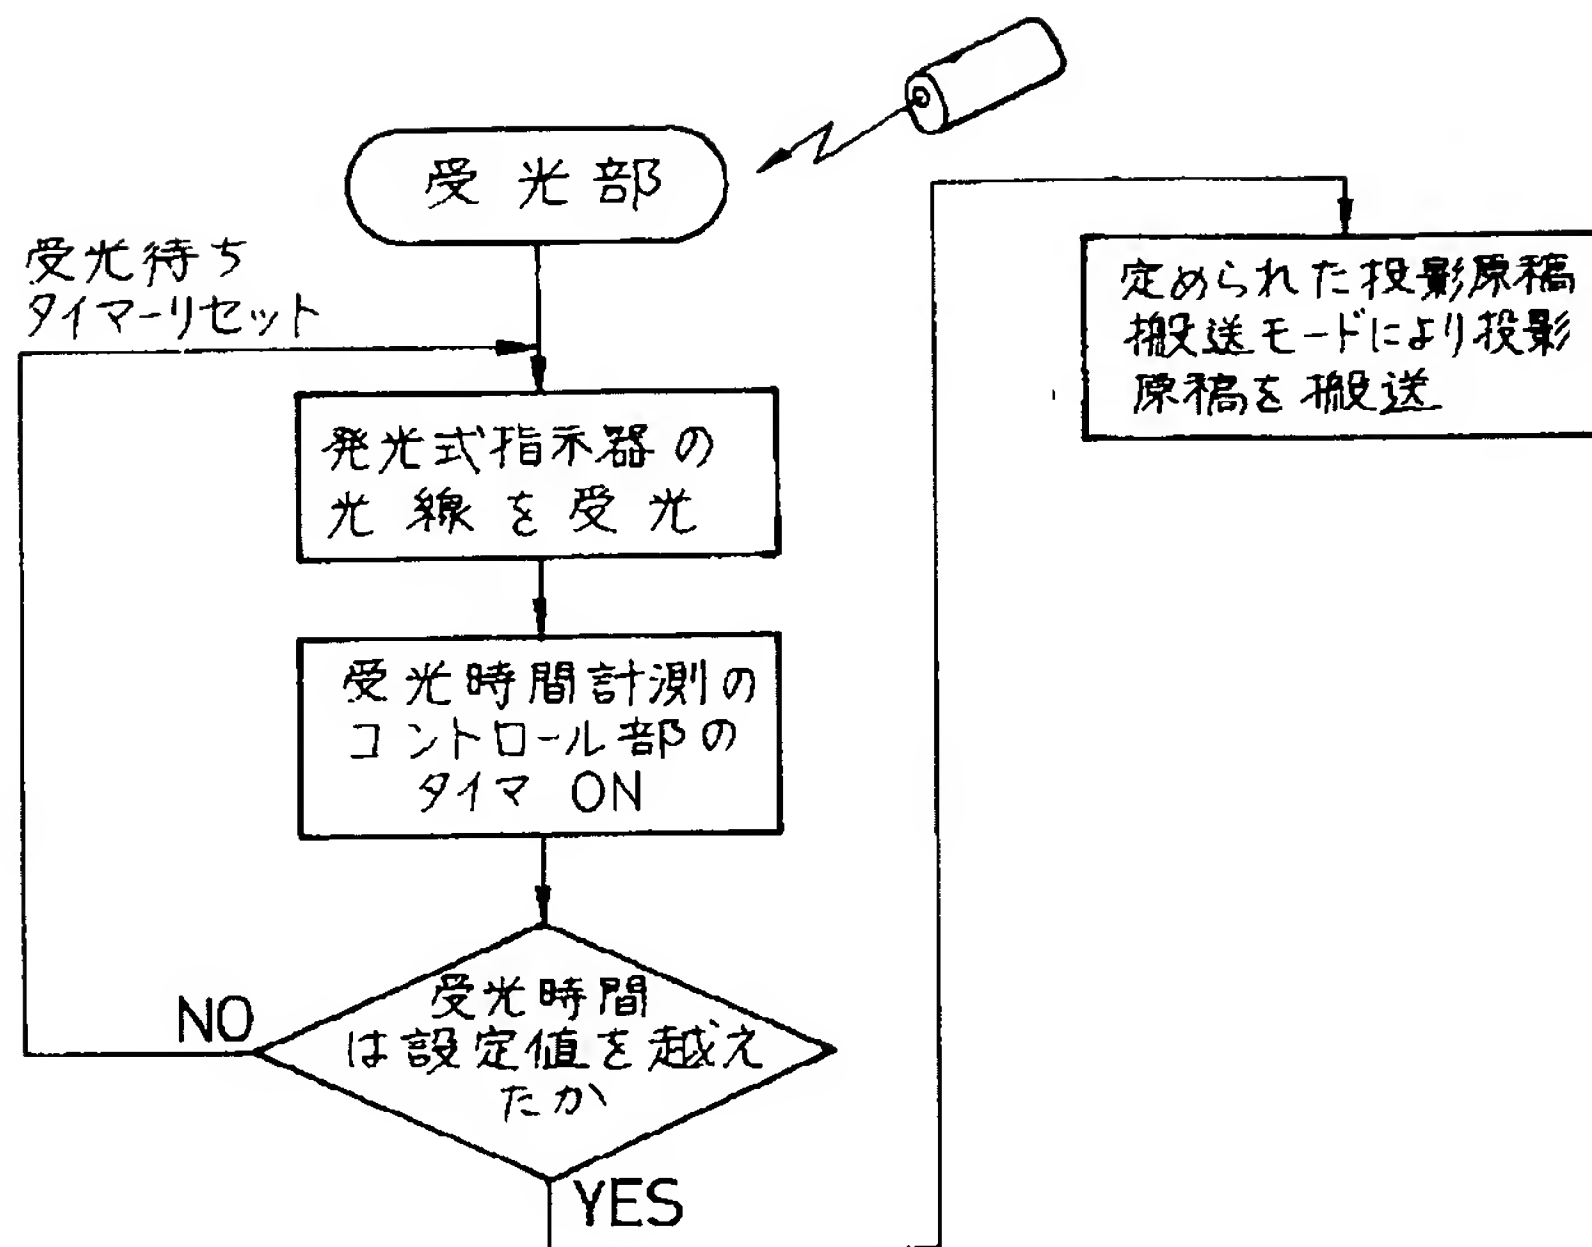 受光部
受光待ち
タイマーリセット
発光式指示器の
光線を受光
受光時間計測の
コントロール部の
タイマ ON
受光時間
は設定値を越え
たか
NO
YES
定められた投影原稿
搬送モードにより投影
原稿を搬送